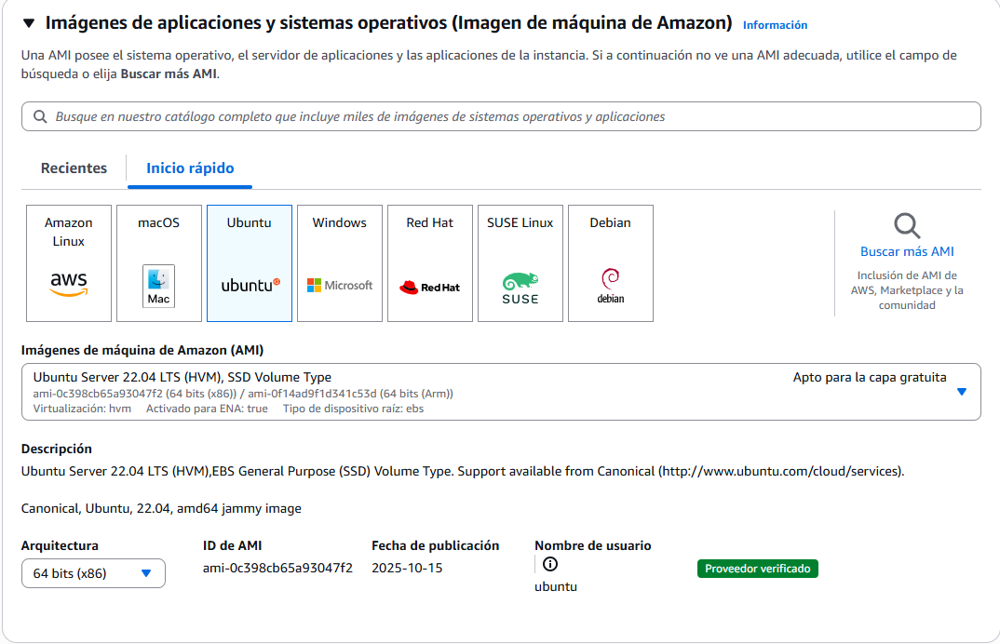 Imágenes de aplicaciones y sistemas operativos (Imagen de máquina de Amazon) Información
Una AMI posee el sistema operativo, el servidor de aplicaciones y las aplicaciones de la instancia. Si a continuación no ve una AMI adecuada, utilice el campo de
búsqueda o elija Buscar más AMI.
Busque en nuestro catálogo completo que incluye miles de imágenes de sistemas operativos y aplicaciones
Recientes
Inicio rápido
Amazon
Linux
aws
macOS
Mac
Ubuntu
ubuntu
Windows
Microsoft
Red Hat
Red Hat
SUSE Linux
SUSE
Debian
debian
Buscar más AMI
Inclusión de AMI de
AWS, Marketplace y la
comunidad
Imágenes de máquina de Amazon (AMI)
Ubuntu Server 22.04 LTS (HVM), SSD Volume Type
Apto para la capa gratuita
ami-0c398cb65a93047f2 (64 bits (x86)) / ami-0f14ad9f1d341c53d (64 bits (Arm))
Virtualización: hvm Activado para ENA: true Tipo de dispositivo raíz: ebs
Descripción
Ubuntu Server 22.04 LTS (HVM),EBS General Purpose (SSD) Volume Type. Support available from Canonical (http://www.ubuntu.com/cloud/services).
Canonical, Ubuntu, 22.04, amd64 jammy image
Arquitectura
64 bits (x86)
ID de AMI
ami-0c398cb65a93047f2
Fecha de publicación
2025-10-15
Nombre de usuario
ubuntu
Proveedor verificado